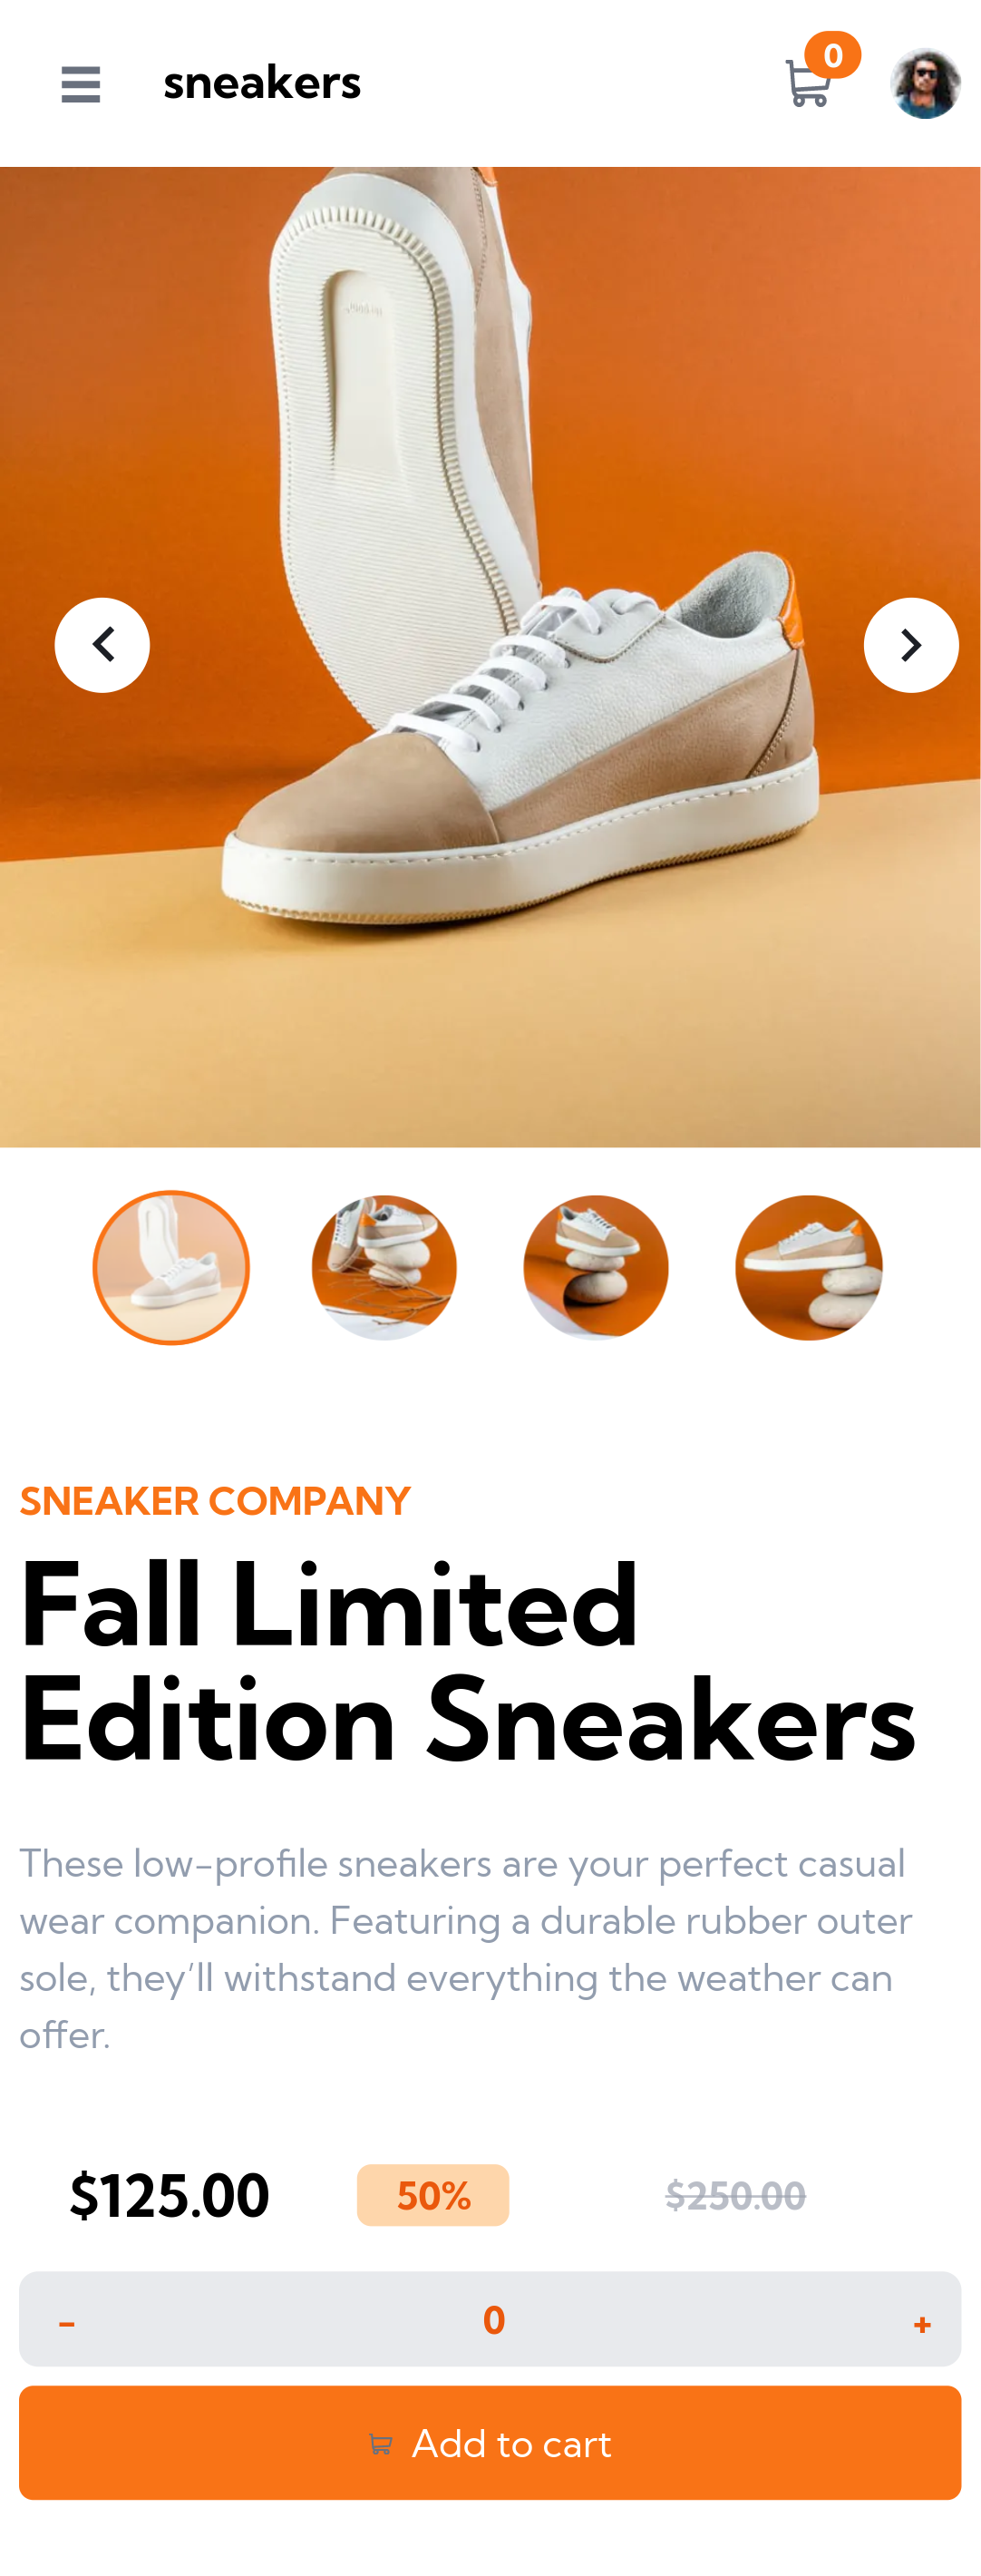 sneakers
0
SNEAKER COMPANY
Fall Limited
Edition Sneakers
These low-profile sneakers are your perfect casual
wear companion. Featuring a durable rubber outer
sole, they’ll withstand everything the weather can
offer.
$125.00 50% $250.00
- 0 +
Add to cart